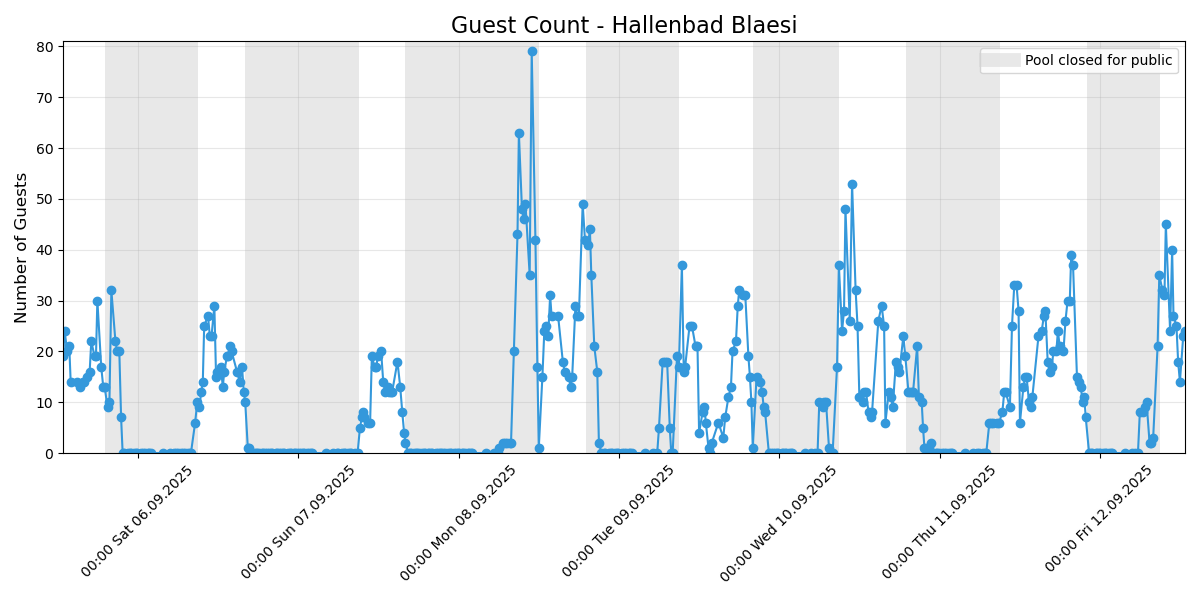 Guest Count - Hallenbad Blaesi
Pool closed for public
Number of Guests
80
70
60
50
40
30
20
10
0
00:00 Sat 06.09.2025
00:00 Sun 07.09.2025
00:00 Mon 08.09.2025
00:00 Tue 09.09.2025
00:00 Wed 10.09.2025
00:00 Thu 11.09.2025
00:00 Fri 12.09.2025